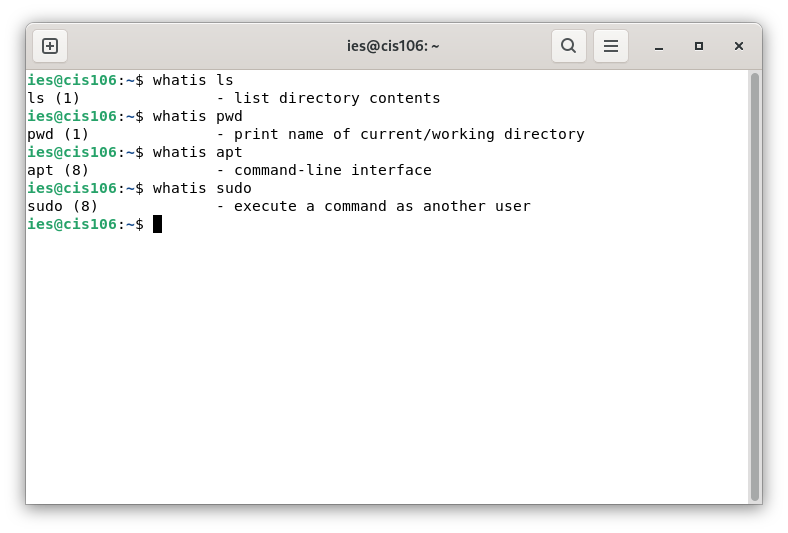 ies@cis106: ~
ies@cis106:~$ whatis ls
ls (1)               - list directory contents
ies@cis106:~$ whatis pwd
pwd (1)              - print name of current/working directory
ies@cis106:~$ whatis apt
apt (8)              - command-line interface
ies@cis106:~$ whatis sudo
sudo (8)             - execute a command as another user
ies@cis106:~$